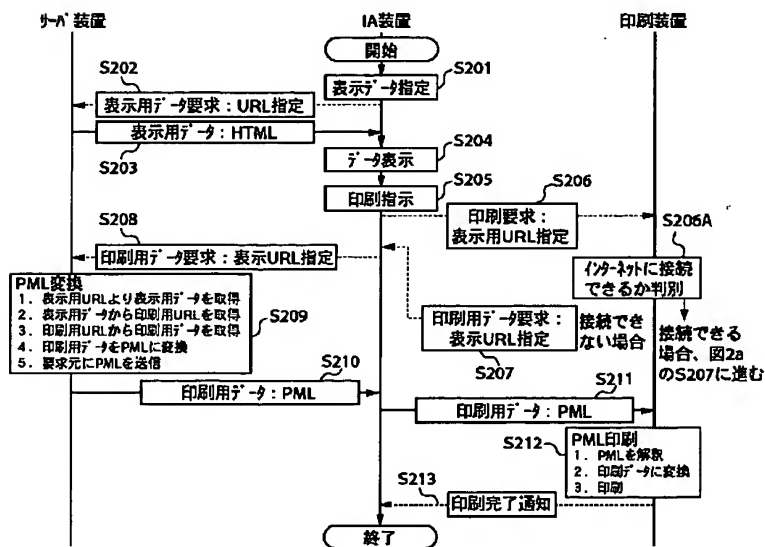 サーバ装置
IA装置
印刷装置
開始
S201
表示データ指定
S202
表示用データ要求：URL指定
表示用データ：HTML
S203
S204
データ表示
S205
印刷指示
S206
印刷要求：
表示用URL指定
S206A
インターネットに接続
できるか判別
S208
印刷用データ要求：表示URL指定
印刷用データ要求：
表示URL指定
S207
接続でき
ない場合
接続できる
場合、図2a
のS207に進む
PML変換
1. 表示用URLより表示用データを取得
2. 表示用データから印刷用URLを取得
3. 印刷用URLから印刷用データを取得
4. 印刷用データをPMLに変換
5. 要求元にPMLを送信
S209
S210
印刷用データ：PML
S211
印刷用データ：PML
S212
PML印刷
1. PMLを解釈
2. 印刷データに変換
3. 印刷
S213
印刷完了通知
終了